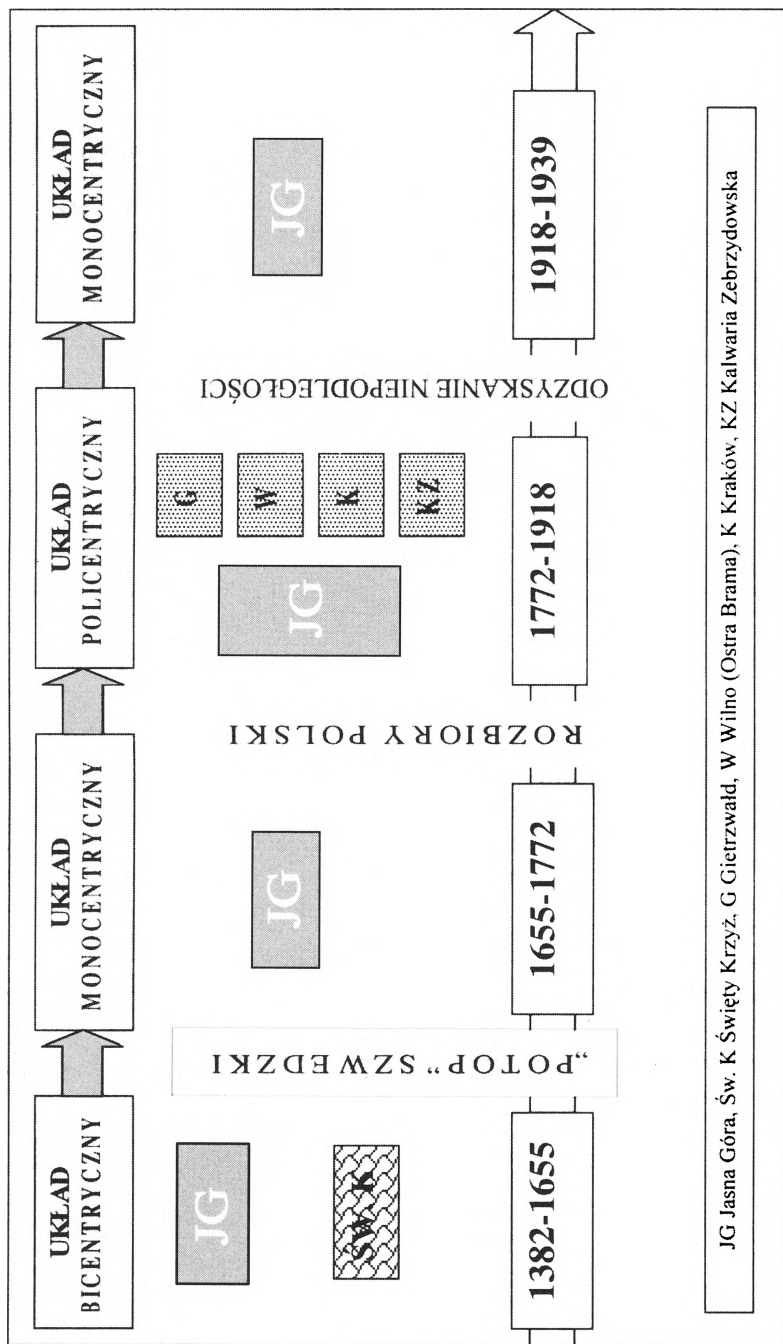 UKŁAD
BICENTRYCZNY
UKŁAD
MONOCENTRYCZNY
UKŁAD
POLICENTRYCZNY
UKŁAD
MONOCENTRYCZNY
JG
ŚW. K
„POTOP” SZWEDZKI
JG
ROZBIORY POLSKI
JG
G
W
K
KZ
ODZYSKANIE NIEPODLEGŁOŚCI
JG
1382-1655
1655-1772
1772-1918
1918-1939
JG Jasna Góra, Św. K Święty Krzyż, G Gietrzwałd, W Wilno (Ostra Brama), K Kraków, KZ Kalwaria Zebrzydowska